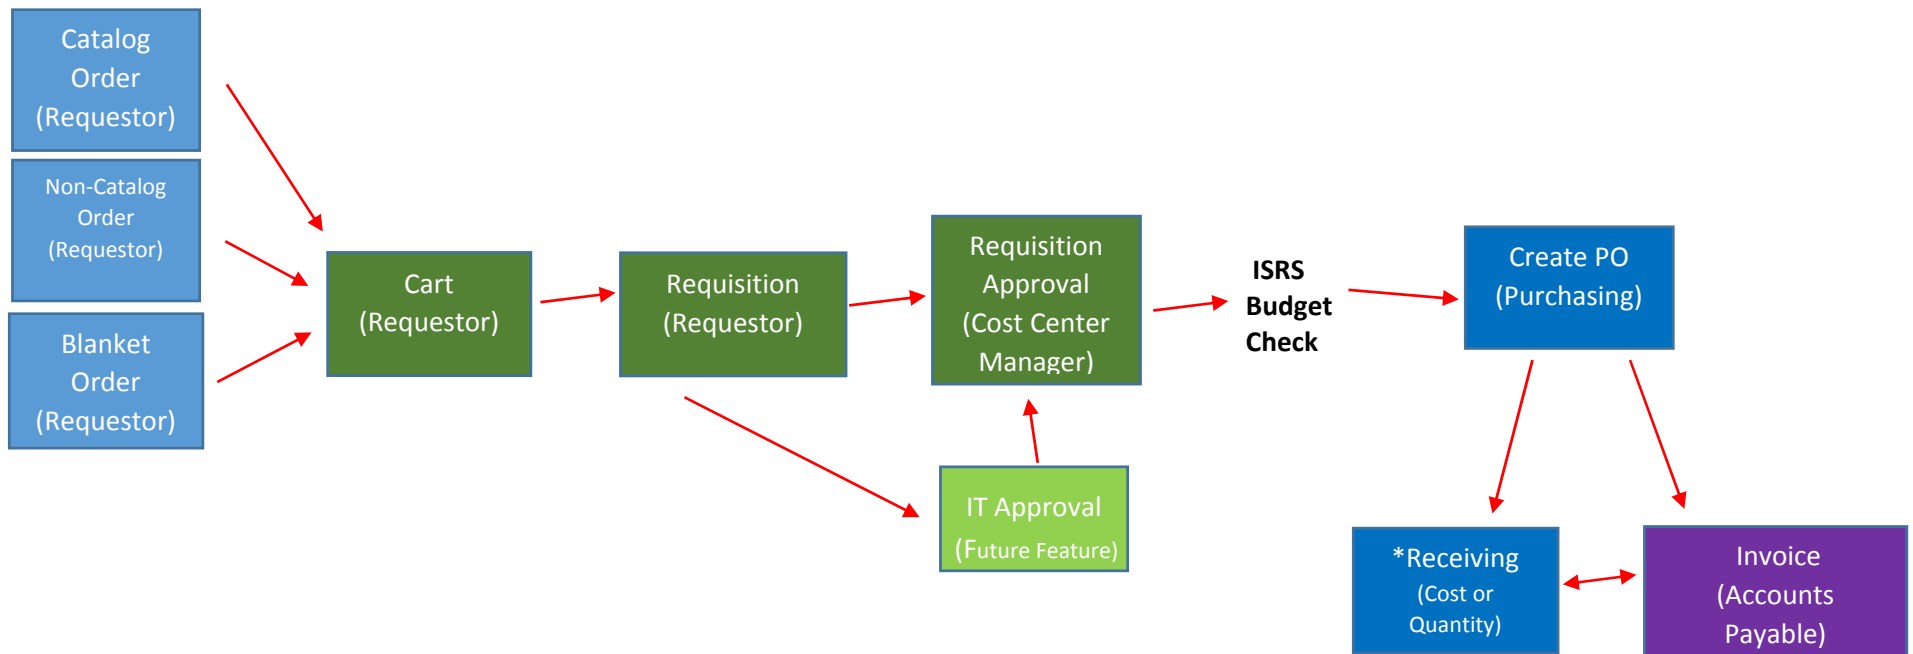 Catalog
Order
(Requestor)
Non-Catalog
Order
(Requestor)
Blanket
Order
(Requestor)
Cart
(Requestor)
Requisition
(Requestor)
Requisition
Approval
(Cost Center
Manager)
IT Approval
(Future Feature)
ISRS
Budget
Check
Create PO
(Purchasing)
*Receiving
(Cost or
Quantity)
Invoice
(Accounts
Payable)